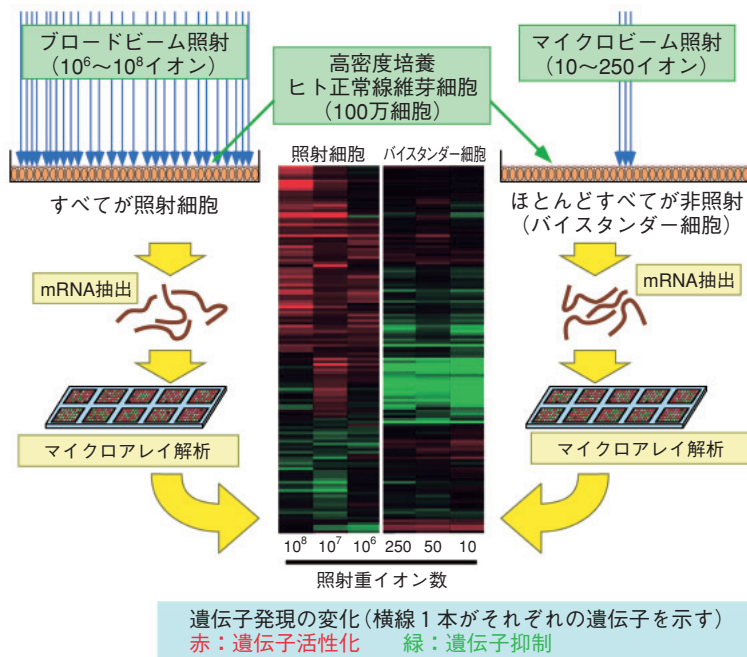 ブロードビーム照射
（10⁶～10⁸イオン）
高密度培養
ヒト正常線維芽細胞
（100万細胞）
マイクロビーム照射
（10～250イオン）
照射細胞
バイスタンダー細胞
すべてが照射細胞
ほとんどすべてが非照射
（バイスタンダー細胞）
mRNA抽出
mRNA抽出
マイクロアレイ解析
マイクロアレイ解析
10⁸ 10⁷ 10⁶ 250 50 10
照射重イオン数
遺伝子発現の変化（横線１本がそれぞれの遺伝子を示す）
赤：遺伝子活性化 緑：遺伝子抑制